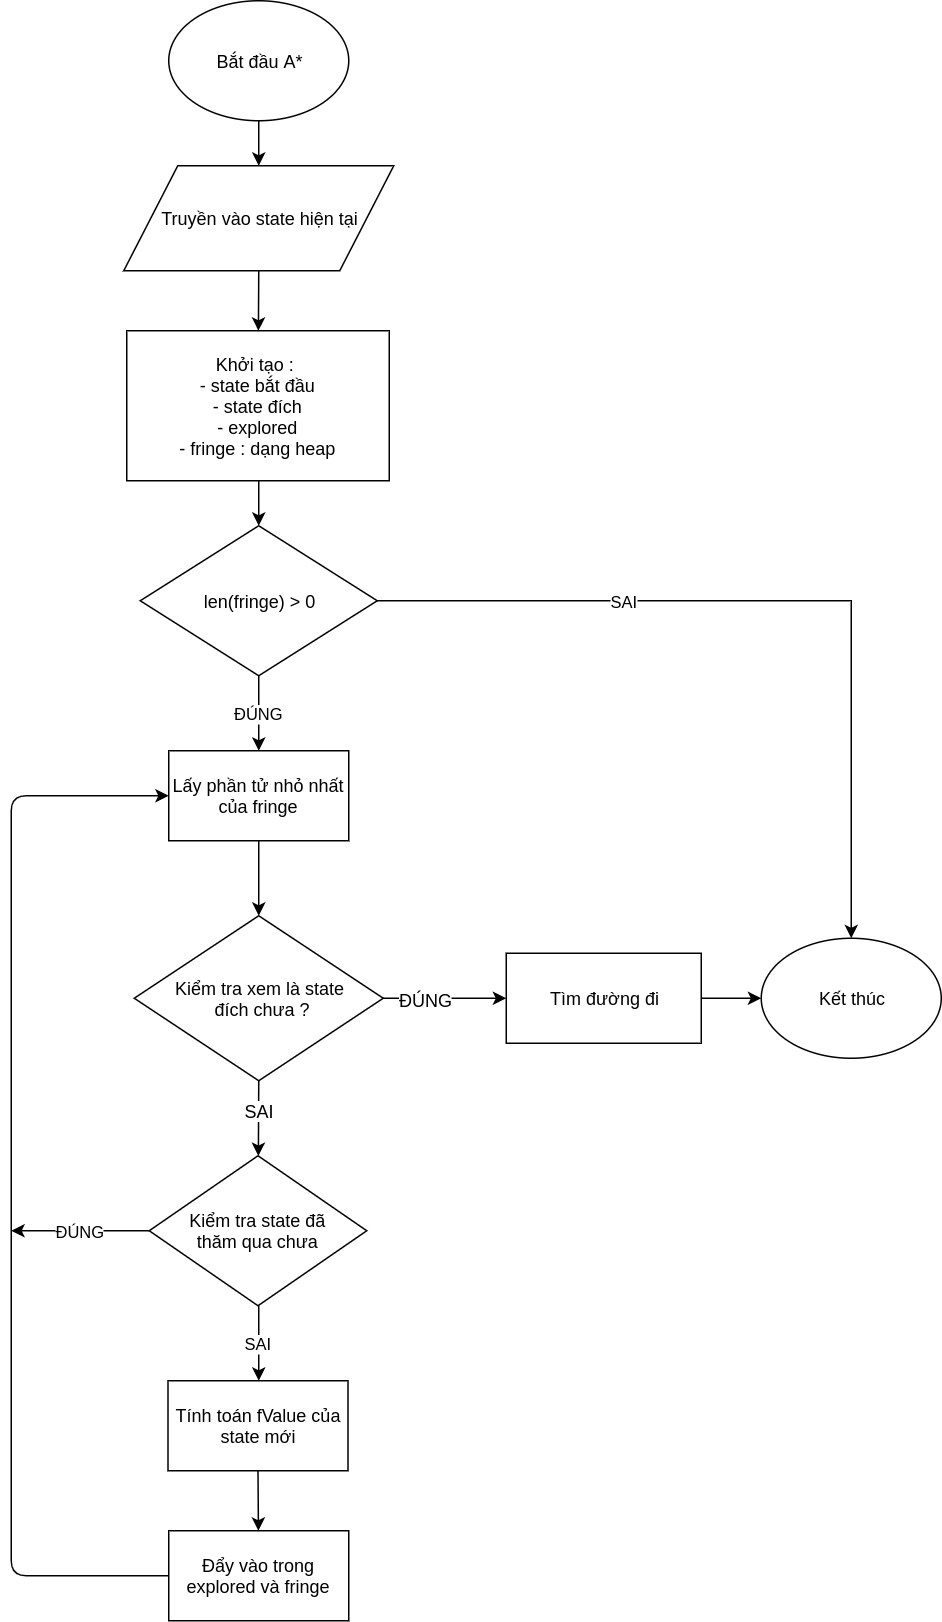 Bắt đầu A*
Truyền vào state hiện tại
Khởi tạo :
- state bắt đầu
- state đích
- explored
- fringe : dạng heap
len(fringe) > 0
SAI
ĐÚNG
Lấy phần tử nhỏ nhất
của fringe
Kiểm tra xem là state
đích chưa ?
ĐÚNG
Tìm đường đi
Kết thúc
SAI
Kiểm tra state đã
thăm qua chưa
ĐÚNG
SAI
Tính toán fValue của
state mới
Đẩy vào trong
explored và fringe